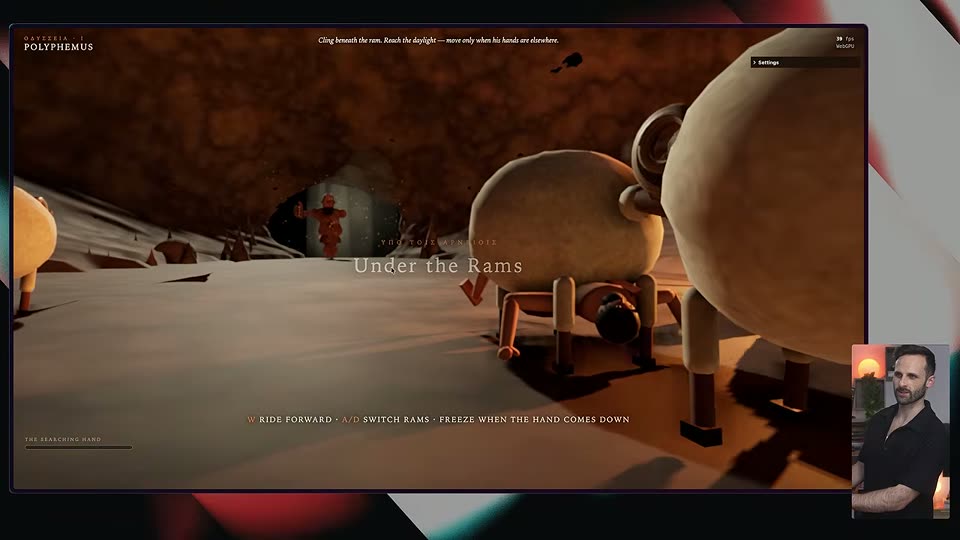 ΟΔΥΣΣΕΙΑ · Ι
POLYPHEMUS
Cling beneath the ram. Reach the daylight — move only when his hands are elsewhere.
39 fps
WebGPU
Settings
ΥΠΟ ΤΟΙΣ ΑΡΝΕΙΟΙΣ
Under the Rams
W RIDE FORWARD · A/D SWITCH RAMS · FREEZE WHEN THE HAND COMES DOWN
THE SEARCHING HAND